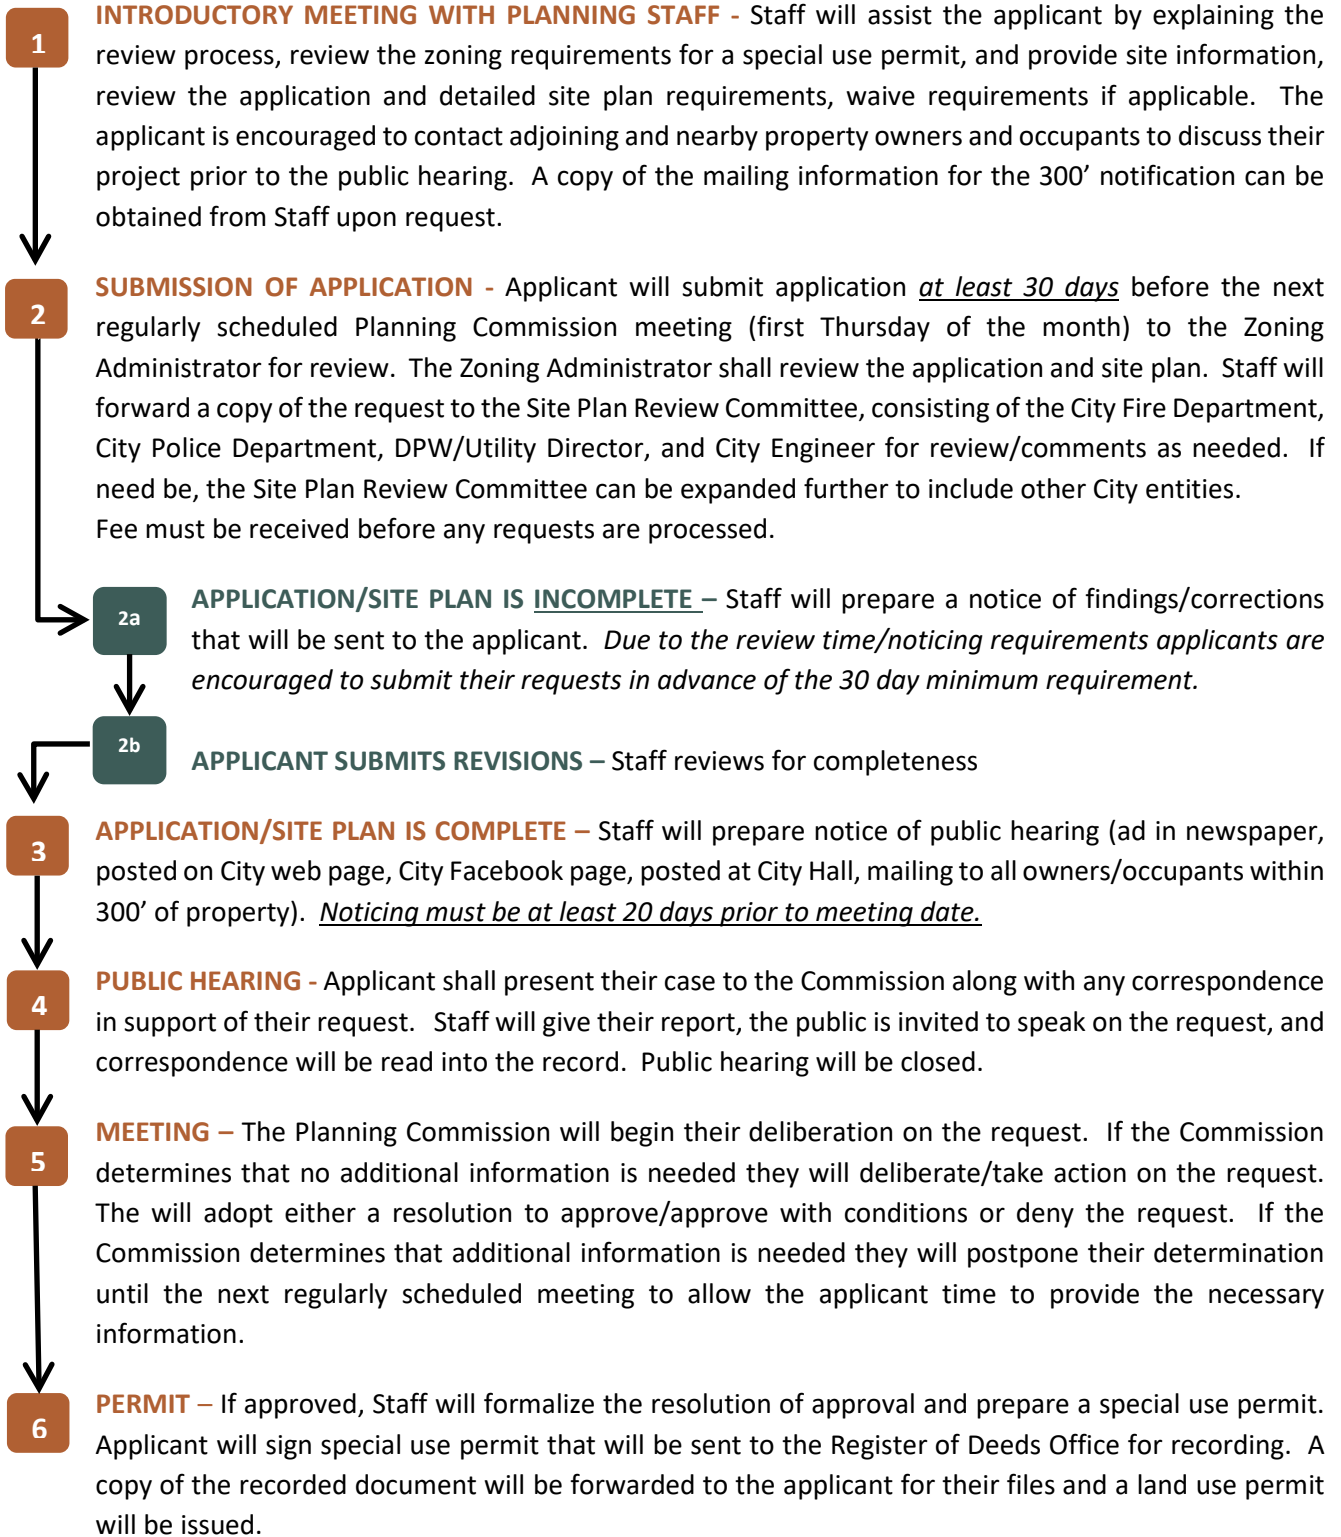 1
INTRODUCTORY MEETING WITH PLANNING STAFF - Staff will assist the applicant by explaining the
review process, review the zoning requirements for a special use permit, and provide site information,
review the application and detailed site plan requirements, waive requirements if applicable. The
applicant is encouraged to contact adjoining and nearby property owners and occupants to discuss their
project prior to the public hearing. A copy of the mailing information for the 300’ notification can be
obtained from Staff upon request.
2
SUBMISSION OF APPLICATION - Applicant will submit application at least 30 days before the next
regularly scheduled Planning Commission meeting (first Thursday of the month) to the Zoning
Administrator for review. The Zoning Administrator shall review the application and site plan. Staff will
forward a copy of the request to the Site Plan Review Committee, consisting of the City Fire Department,
City Police Department, DPW/Utility Director, and City Engineer for review/comments as needed. If
need be, the Site Plan Review Committee can be expanded further to include other City entities.
Fee must be received before any requests are processed.
2a
APPLICATION/SITE PLAN IS INCOMPLETE – Staff will prepare a notice of findings/corrections
that will be sent to the applicant. Due to the review time/noticing requirements applicants are
encouraged to submit their requests in advance of the 30 day minimum requirement.
2b
APPLICANT SUBMITS REVISIONS – Staff reviews for completeness
3
APPLICATION/SITE PLAN IS COMPLETE – Staff will prepare notice of public hearing (ad in newspaper,
posted on City web page, City Facebook page, posted at City Hall, mailing to all owners/occupants within
300’ of property). Noticing must be at least 20 days prior to meeting date.
4
PUBLIC HEARING - Applicant shall present their case to the Commission along with any correspondence
in support of their request. Staff will give their report, the public is invited to speak on the request, and
correspondence will be read into the record. Public hearing will be closed.
5
MEETING – The Planning Commission will begin their deliberation on the request. If the Commission
determines that no additional information is needed they will deliberate/take action on the request.
The will adopt either a resolution to approve/approve with conditions or deny the request. If the
Commission determines that additional information is needed they will postpone their determination
until the next regularly scheduled meeting to allow the applicant time to provide the necessary
information.
6
PERMIT – If approved, Staff will formalize the resolution of approval and prepare a special use permit.
Applicant will sign special use permit that will be sent to the Register of Deeds Office for recording. A
copy of the recorded document will be forwarded to the applicant for their files and a land use permit
will be issued.